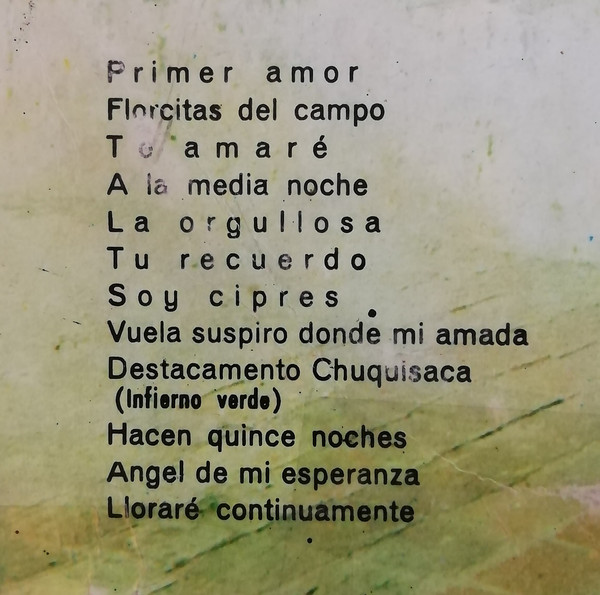 Primer amor
Florcitas del campo
Te amaré
A la media noche
La orgullosa
Tu recuerdo
Soy cipres
Vuela suspiro donde mi amada
Destacamento Chuquisaca
(Infierno verde)
Hacen quince noches
Angel de mi esperanza
Lloraré continuamente